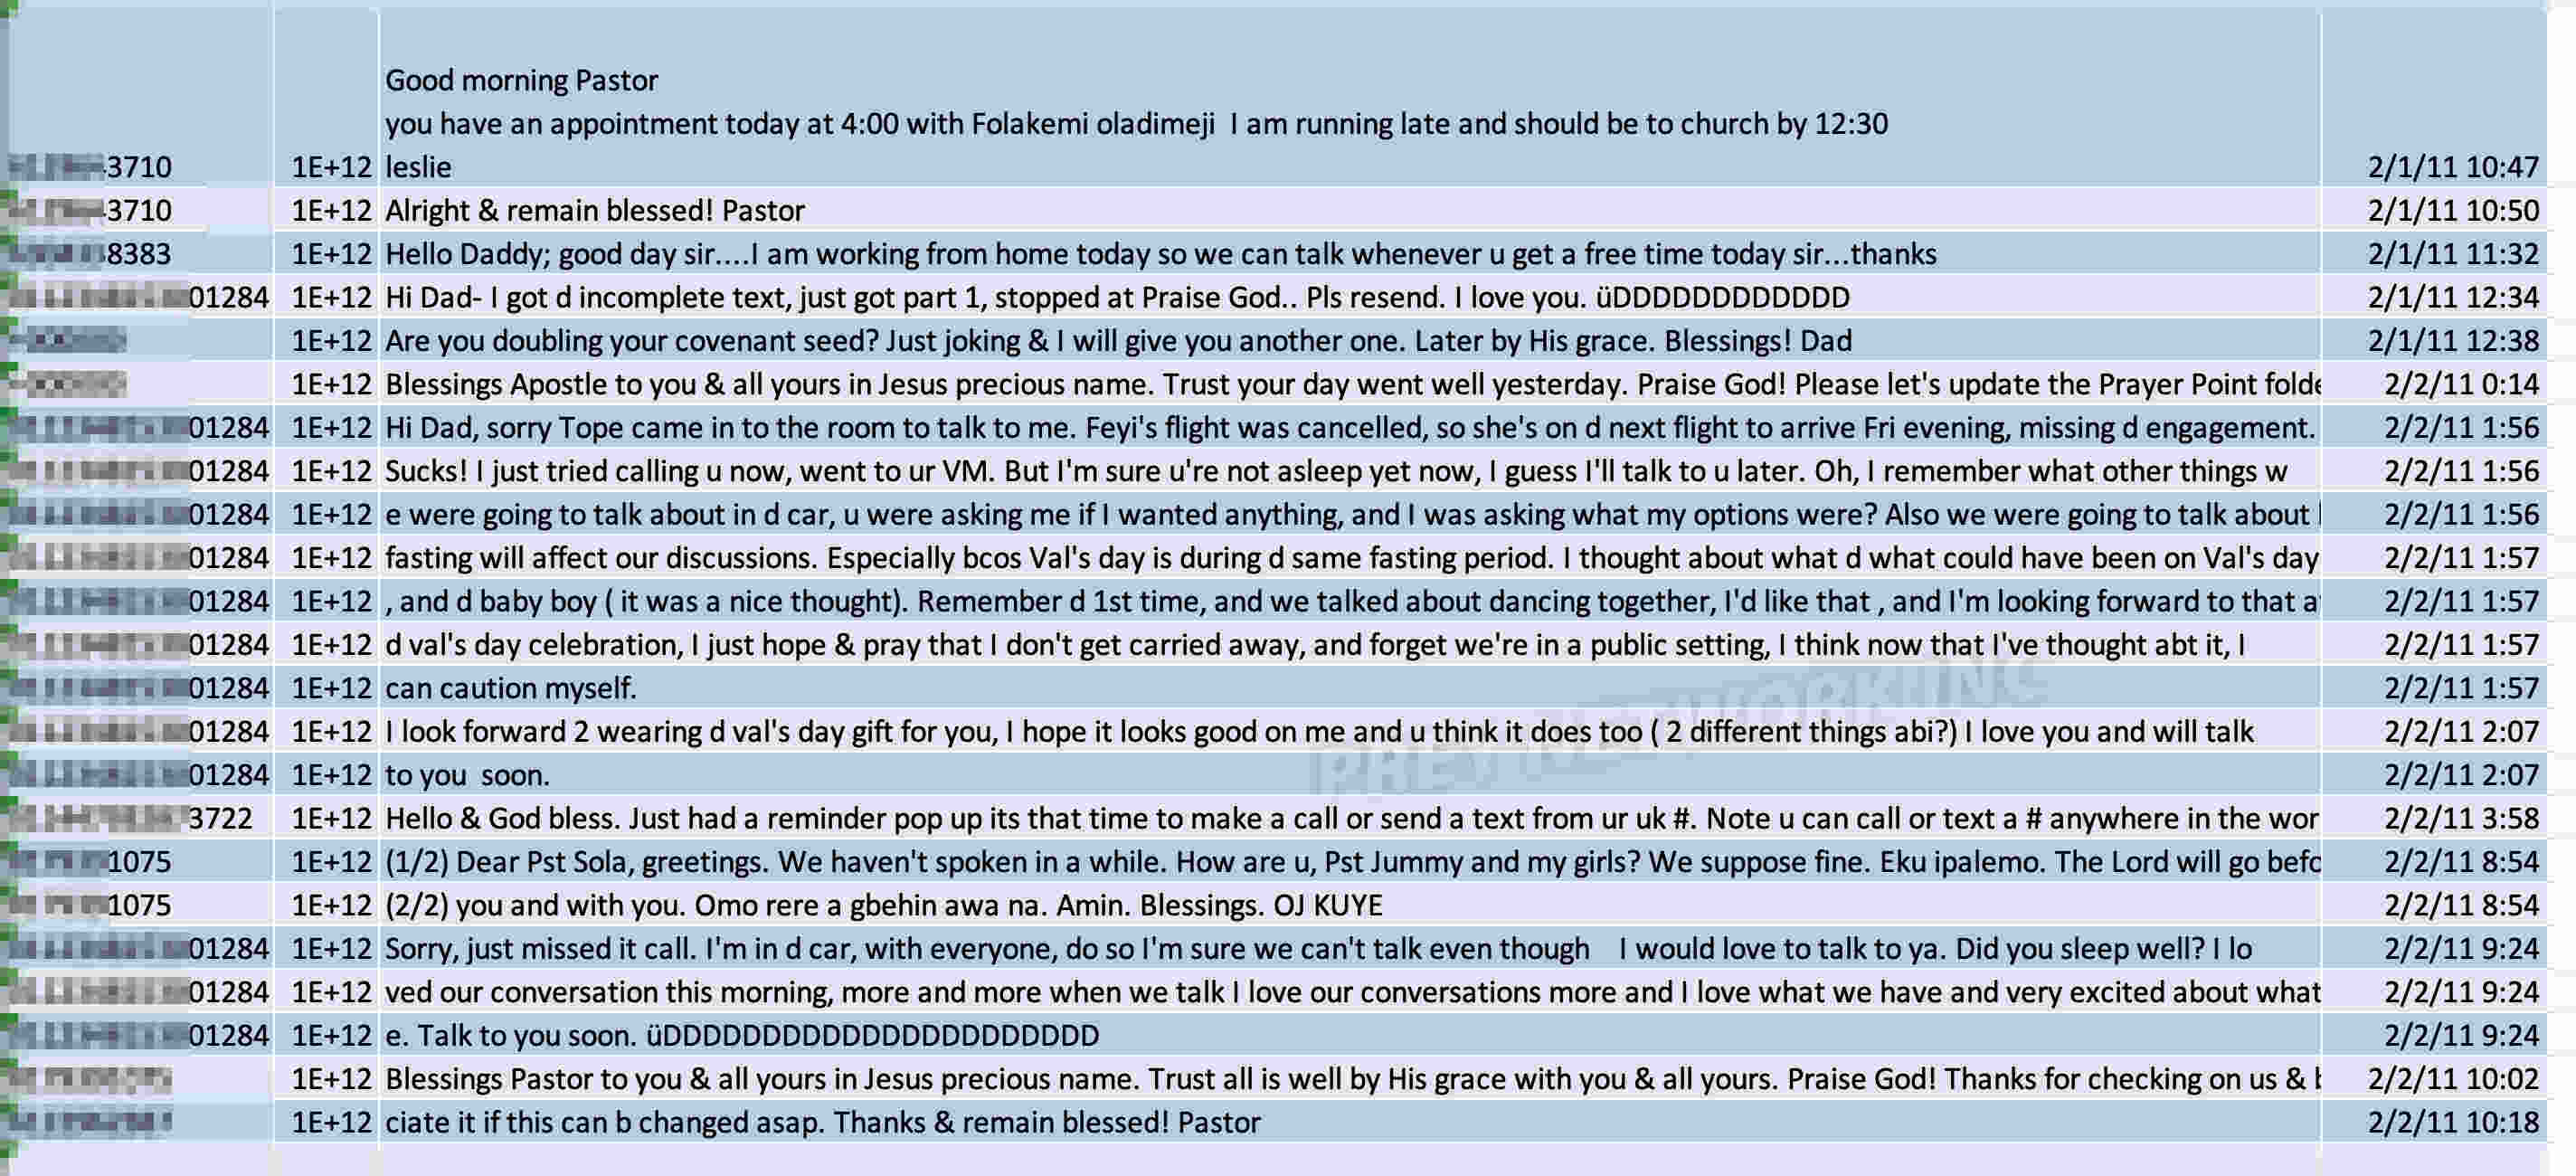 Good morning Pastor
you have an appointment today at 4:00 with Folakemi oladimeji  I am running late and should be to church by 12:30
3710 1E+12 leslie 2/1/11 10:47
3710 1E+12 Alright & remain blessed! Pastor 2/1/11 10:50
8383 1E+12 Hello Daddy; good day sir....I am working from home today so we can talk whenever u get a free time today sir...thanks 2/1/11 11:32
01284 1E+12 Hi Dad- I got d incomplete text, just got part 1, stopped at Praise God.. Pls resend. I love you. üDDDDDDDDDDDD 2/1/11 12:34
1E+12 Are you doubling your covenant seed? Just joking & I will give you another one. Later by His grace. Blessings! Dad 2/1/11 12:38
1E+12 Blessings Apostle to you & all yours in Jesus precious name. Trust your day went well yesterday. Praise God! Please let's update the Prayer Point folde 2/2/11 0:14
01284 1E+12 Hi Dad, sorry Tope came in to the room to talk to me. Feyi's flight was cancelled, so she's on d next flight to arrive Fri evening, missing d engagement. 2/2/11 1:56
01284 1E+12 Sucks! I just tried calling u now, went to ur VM. But I'm sure u're not asleep yet now, I guess I'll talk to u later. Oh, I remember what other things w 2/2/11 1:56
01284 1E+12 e were going to talk about in d car, u were asking me if I wanted anything, and I was asking what my options were? Also we were going to talk about 2/2/11 1:56
01284 1E+12 fasting will affect our discussions. Especially bcos Val's day is during d same fasting period. I thought about what d what could have been on Val's day 2/2/11 1:57
01284 1E+12 , and d baby boy ( it was a nice thought). Remember d 1st time, and we talked about dancing together, I'd like that , and I'm looking forward to that a 2/2/11 1:57
01284 1E+12 d val's day celebration, I just hope & pray that I don't get carried away, and forget we're in a public setting, I think now that I've thought abt it, I 2/2/11 1:57
01284 1E+12 can caution myself. 2/2/11 1:57
01284 1E+12 I look forward 2 wearing d val's day gift for you, I hope it looks good on me and u think it does too ( 2 different things abi?) I love you and will talk 2/2/11 2:07
01284 1E+12 to you  soon. 2/2/11 2:07
3722 1E+12 Hello & God bless. Just had a reminder pop up its that time to make a call or send a text from ur uk #. Note u can call or text a # anywhere in the wor 2/2/11 3:58
1075 1E+12 (1/2) Dear Pst Sola, greetings. We haven't spoken in a while. How are u, Pst Jummy and my girls? We suppose fine. Eku ipalemo. The Lord will go befo 2/2/11 8:54
1075 1E+12 (2/2) you and with you. Omo rere a gbehin awa na. Amin. Blessings. OJ KUYE 2/2/11 8:54
01284 1E+12 Sorry, just missed it call. I'm in d car, with everyone, do so I'm sure we can't talk even though    I would love to talk to ya. Did you sleep well? I lo 2/2/11 9:24
01284 1E+12 ved our conversation this morning, more and more when we talk I love our conversations more and I love what we have and very excited about what 2/2/11 9:24
01284 1E+12 e. Talk to you soon. üDDDDDDDDDDDDDDDDDDDDDD 2/2/11 9:24
1E+12 Blessings Pastor to you & all yours in Jesus precious name. Trust all is well by His grace with you & all yours. Praise God! Thanks for checking on us & 2/2/11 10:02
1E+12 ciate it if this can b changed asap. Thanks & remain blessed! Pastor 2/2/11 10:18